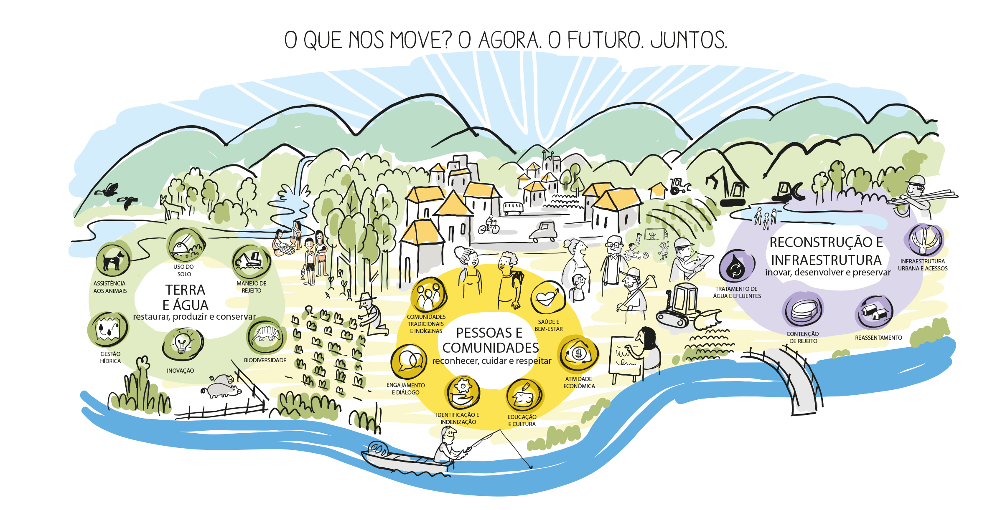 O QUE NOS MOVE? O AGORA. O FUTURO. JUNTOS.
ASSISTÊNCIA
AOS ANIMAIS
USO DO
SOLO
MANEJO DE
REJEITO
TERRA
E ÁGUA
restaurar, produzir e conservar
GESTÃO
HÍDRICA
INOVAÇÃO
BIODIVERSIDADE
COMUNIDADES
TRADICIONAIS
E INDÍGENAS
SAÚDE E
BEM-ESTAR
PESSOAS E
COMUNIDADES
reconhecer, cuidar e respeitar
ENGAJAMENTO
E DIÁLOGO
ATIVIDADE
ECONÔMICA
$
IDENTIFICAÇÃO E
INDENIZAÇÃO
EDUCAÇÃO
E CULTURA
RECONSTRUÇÃO E
INFRAESTRUTURA
inovar, desenvolver e preservar
INFRAESTRUTURA
URBANA E ACESSOS
TRATAMENTO DE
ÁGUA E EFLUENTES
CONTENÇÃO
DE REJEITO
REASSENTAMENTO